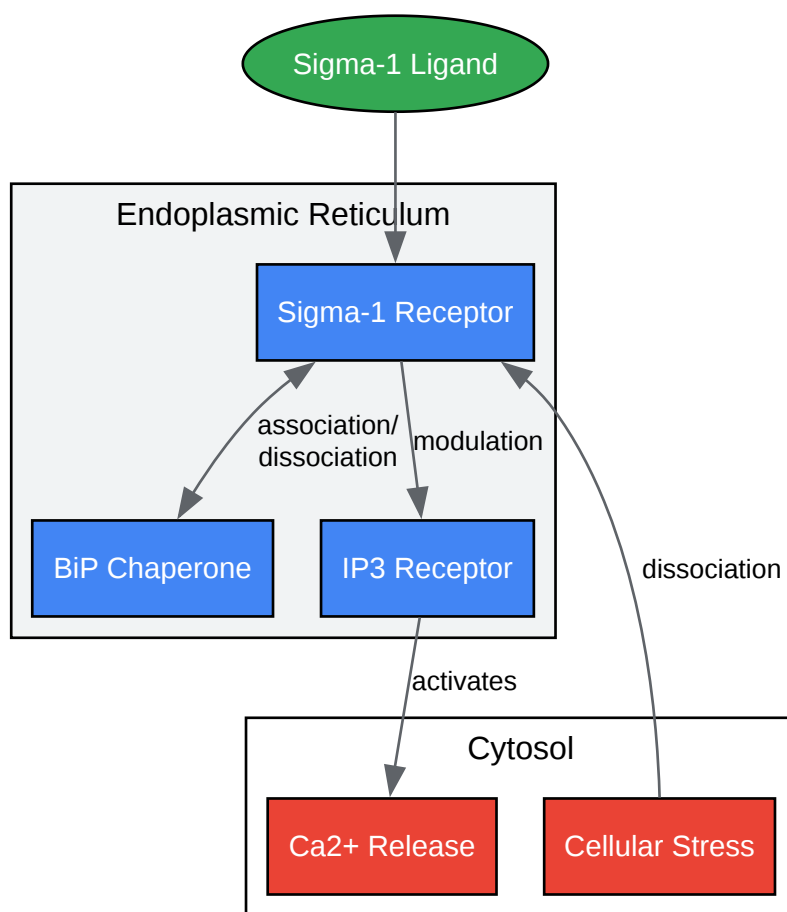 Sigma-1 Ligand
Endoplasmic Reticulum
Sigma-1 Receptor
association/
dissociation
modulation
BiP Chaperone
IP3 Receptor
dissociation
activates
Cytosol
Ca2+ Release
Cellular Stress